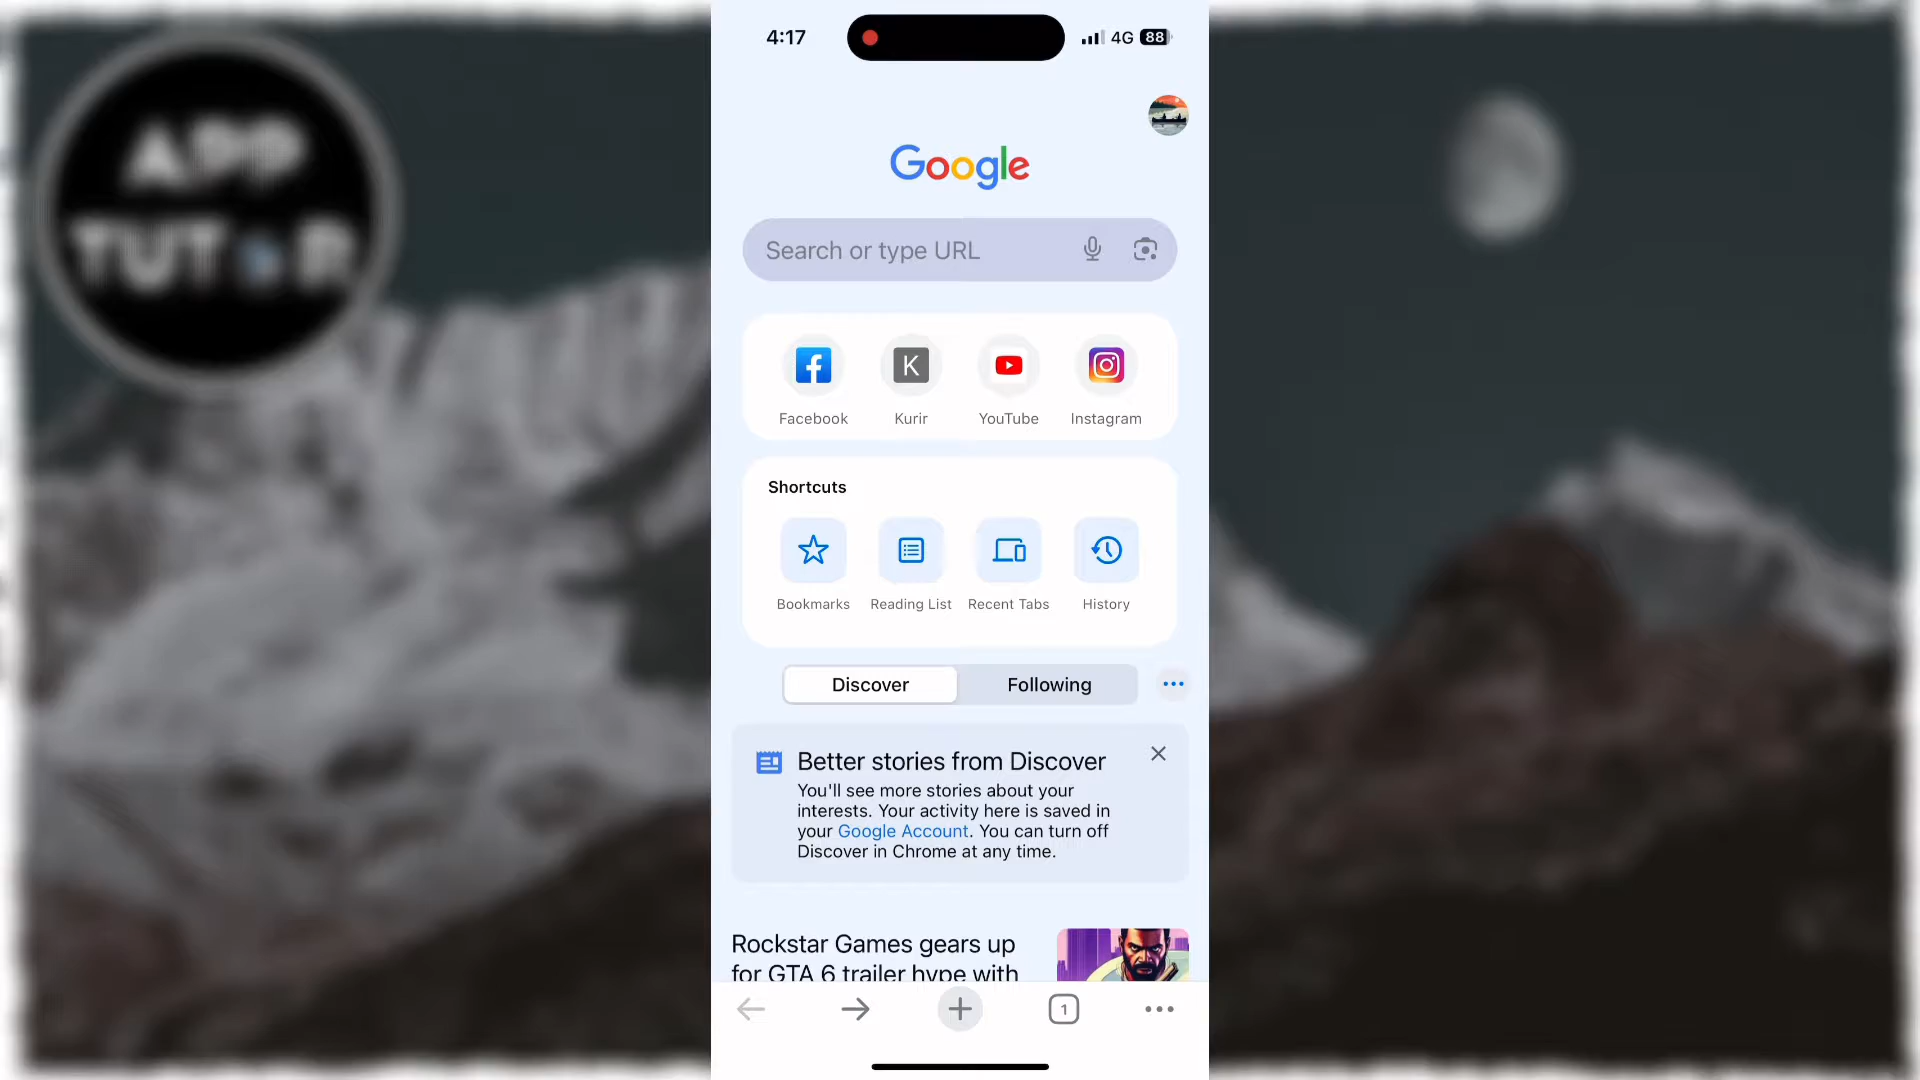 APP
TUTOR
4:17
4G 88
Google
Search or type URL
K
Facebook
Kurir
YouTube
Instagram
Shortcuts
Bookmarks
Reading List
Recent Tabs
History
Discover
Following
Better stories from Discover
You'll see more stories about your
interests. Your activity here is saved in
your Google Account. You can turn off
Discover in Chrome at any time.
Rockstar Games gears up
for GTA 6 trailer hype with
1